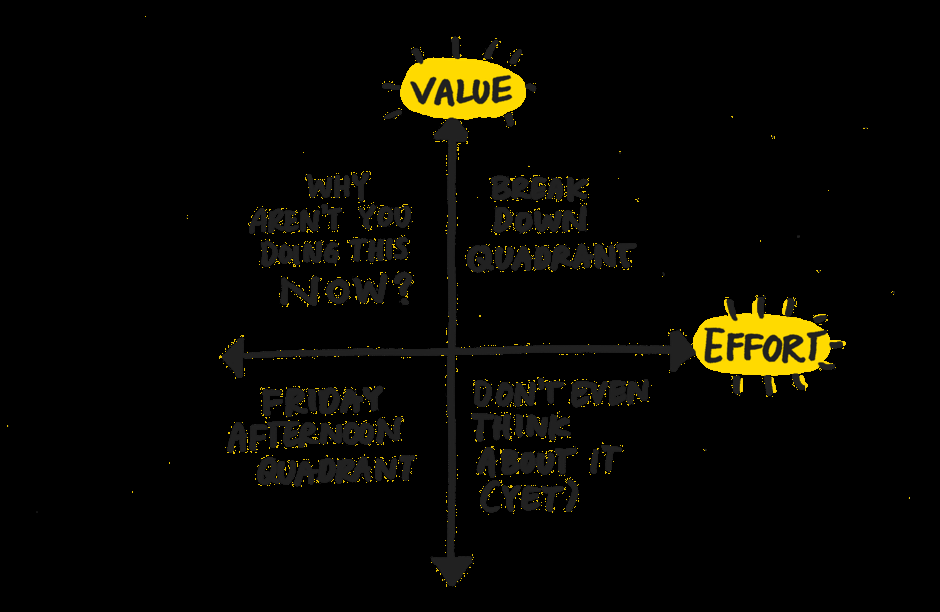 VALUE
WHY
AREN'T YOU
DOING THIS
NOW?
BREAK
DOWN
QUADRANT
EFFORT
FRIDAY
AFTERNOON
QUADRANT
DON'T EVEN
THINK
ABOUT IT
(YET)